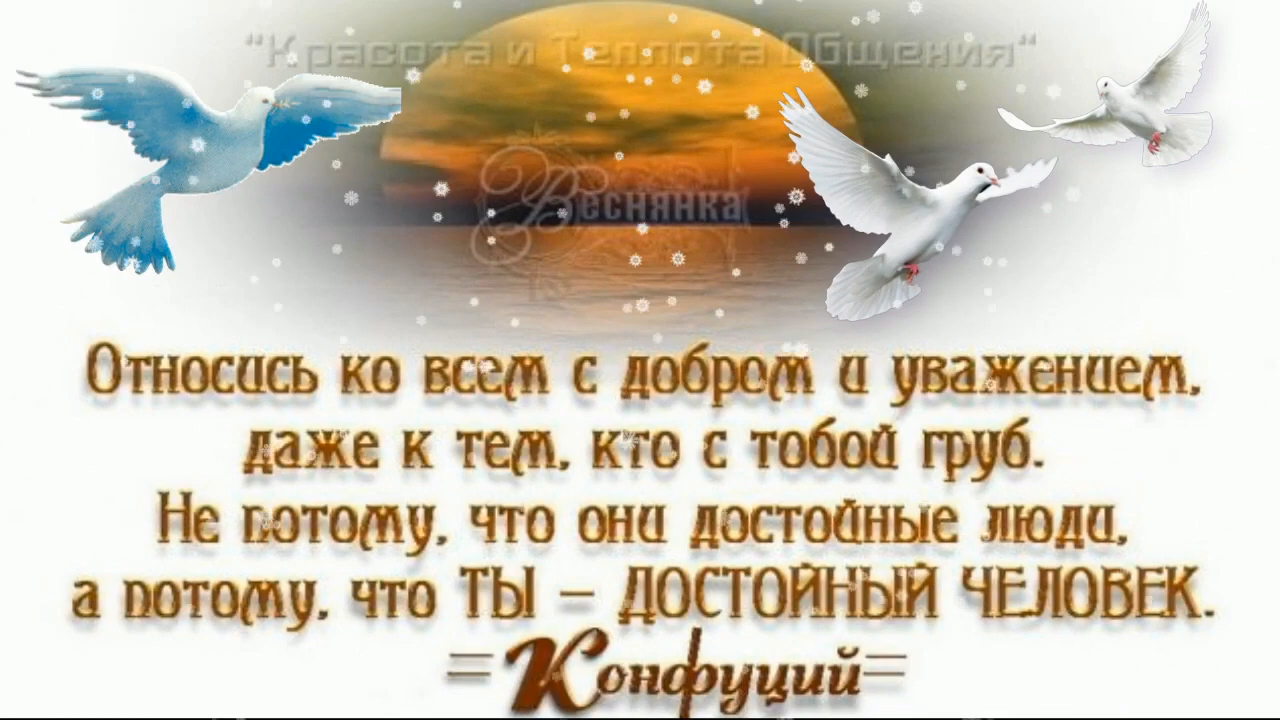 "Красота и Теплота Общения"
Веснянка
Относись ко всем с добром и уважением,
даже к тем, кто с тобой груб.
Не потому, что они достойные люди,
а потому, что ТЫ – ДОСТОЙНЫЙ ЧЕЛОВЕК.
=Конфуций=